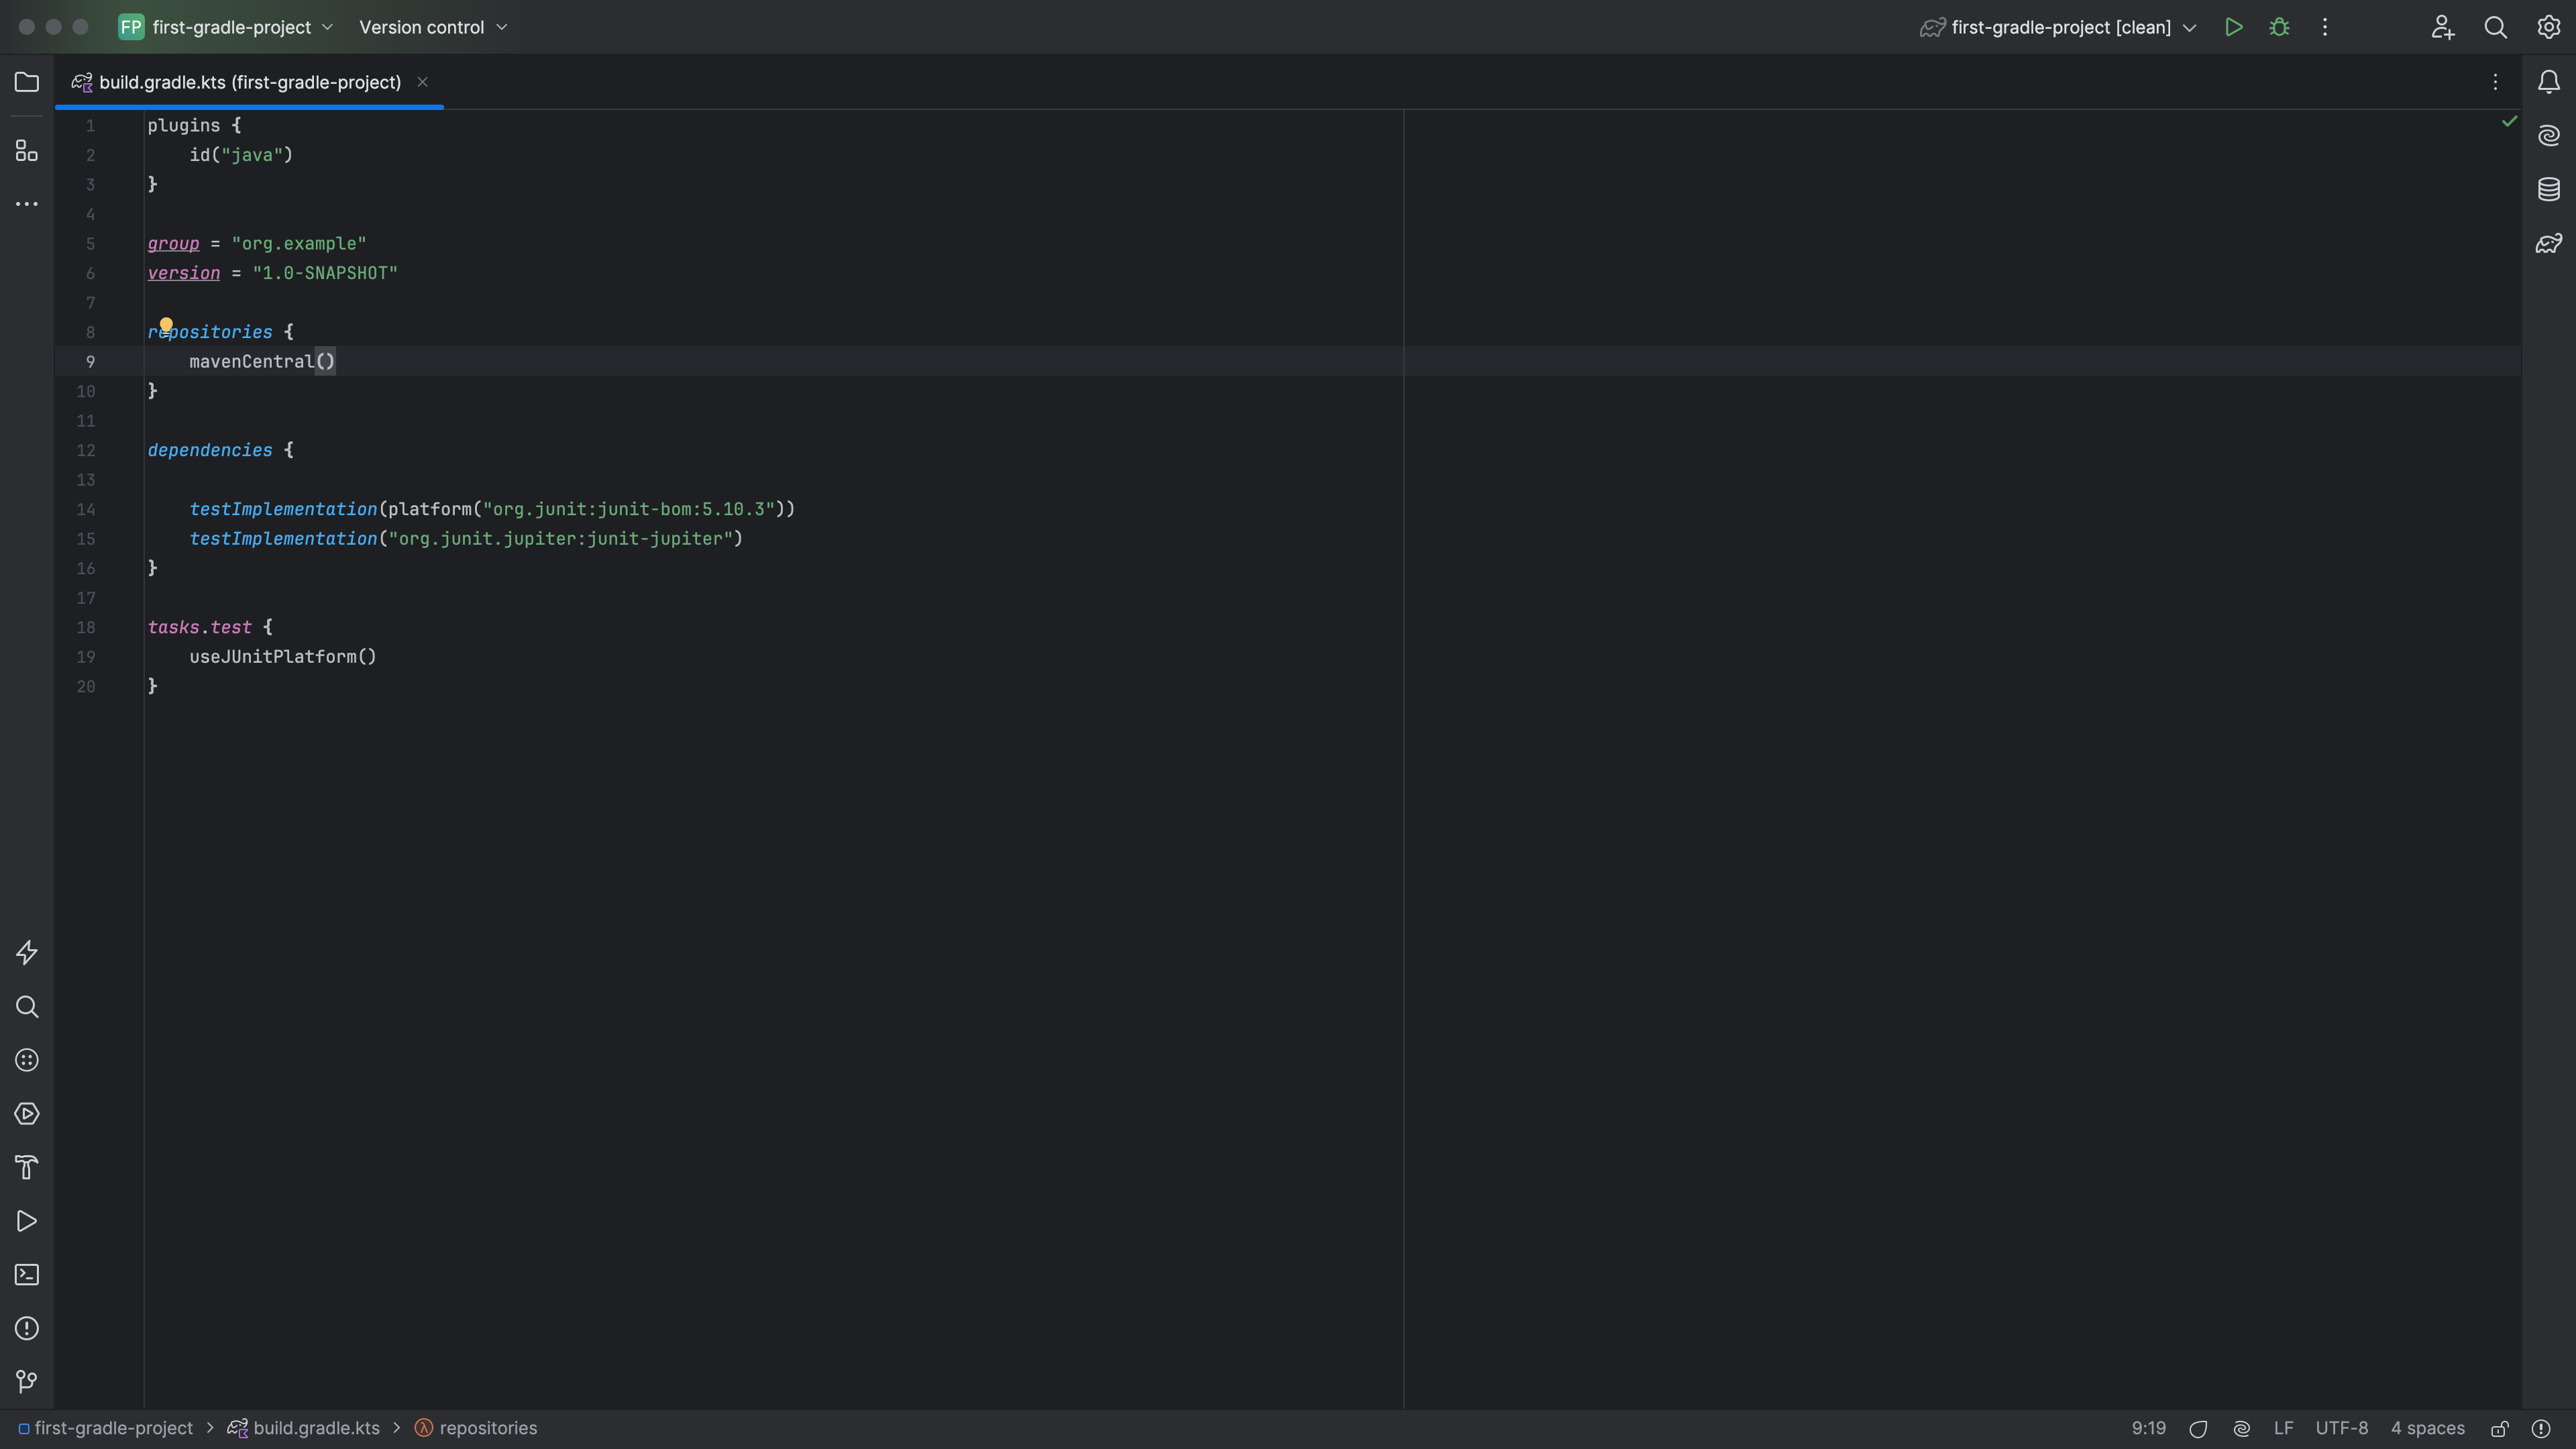 FP first-gradle-project Version control first-gradle-project [clean]
build.gradle.kts (first-gradle-project)
1 plugins {
2 id("java")
3 }
4
5 group = "org.example"
6 version = "1.0-SNAPSHOT"
7
8 repositories {
9 mavenCentral()
10 }
11
12 dependencies {
13
14 testImplementation(platform("org.junit:junit-bom:5.10.3"))
15 testImplementation("org.junit.jupiter:junit-jupiter")
16 }
17
18 tasks.test {
19 useJUnitPlatform()
20 }
first-gradle-project > build.gradle.kts > λ repositories 9:19 LF UTF-8 4 spaces